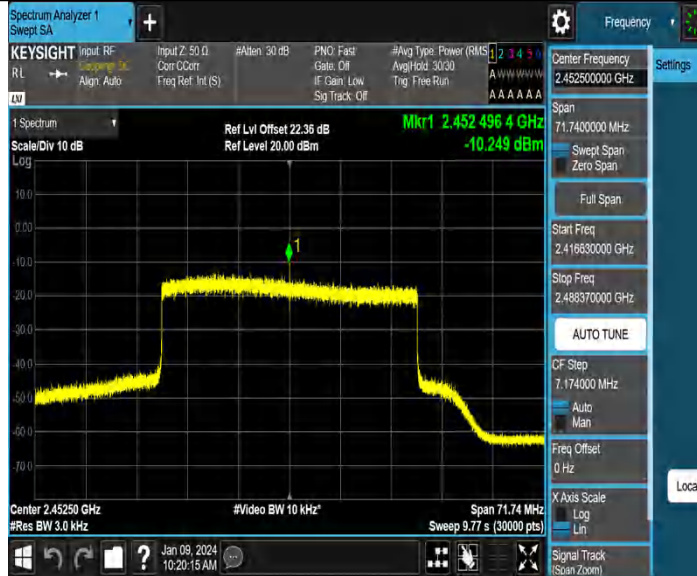 Spectrum Analyzer 1
Swept SA
+
Frequency
KEYSIGHT
RL
Input: RF
Coupling: DC
Align: Auto
Input Z: 50 Ω
Corr CCorr
Freq Ref: Int (S)
#Atten: 30 dB
PNO: Fast
Gate: Off
IF Gain: Low
Sig Track: Off
#Avg Type: Power (RMS
Avg|Hold: 30/30
Trig: Free Run
1 2 3 4 5 6
A W W W W W
A A A A A A
Center Frequency
2.452500000 GHz
Settings
Span
71.7400000 MHz
Swept Span
Zero Span
Full Span
Start Freq
2.416630000 GHz
Stop Freq
2.488370000 GHz
AUTO TUNE
CF Step
7.174000 MHz
Auto
Man
Freq Offset
0 Hz
X Axis Scale
Log
Lin
Signal Track
(Span Zoom)
Loca
1 Spectrum
Scale/Div 10 dB
Log
Ref Lvl Offset 22.36 dB
Ref Level 20.00 dBm
Mkr1 2.452 496 4 GHz
-10.249 dBm
10.0
0.00
-10.0
-20.0
-30.0
-40.0
-50.0
-60.0
-70.0
1
Center 2.45250 GHz
#Res BW 3.0 kHz
#Video BW 10 kHz*
Span 71.74 MHz
Sweep 9.77 s (30000 pts)
?
Jan 09, 2024
10:20:15 AM